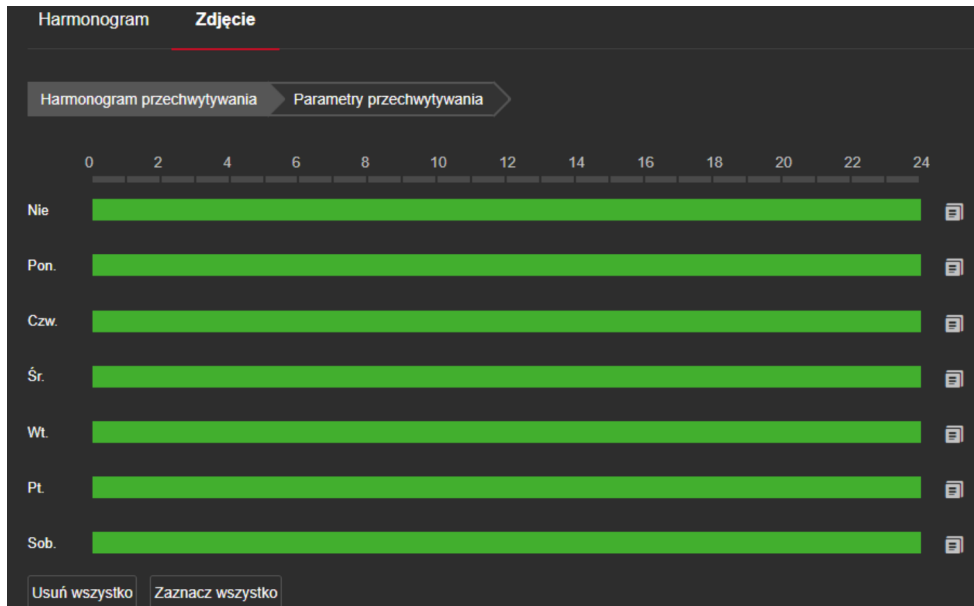 Harmonogram Zdjęcie
Harmonogram przechwytywania Parametry przechwytywania
0 2 4 6 8 10 12 14 16 18 20 22 24
Nie
Pon.
Czw.
Śr.
Wt.
Pt.
Sob.
Usuń wszystko Zaznacz wszystko